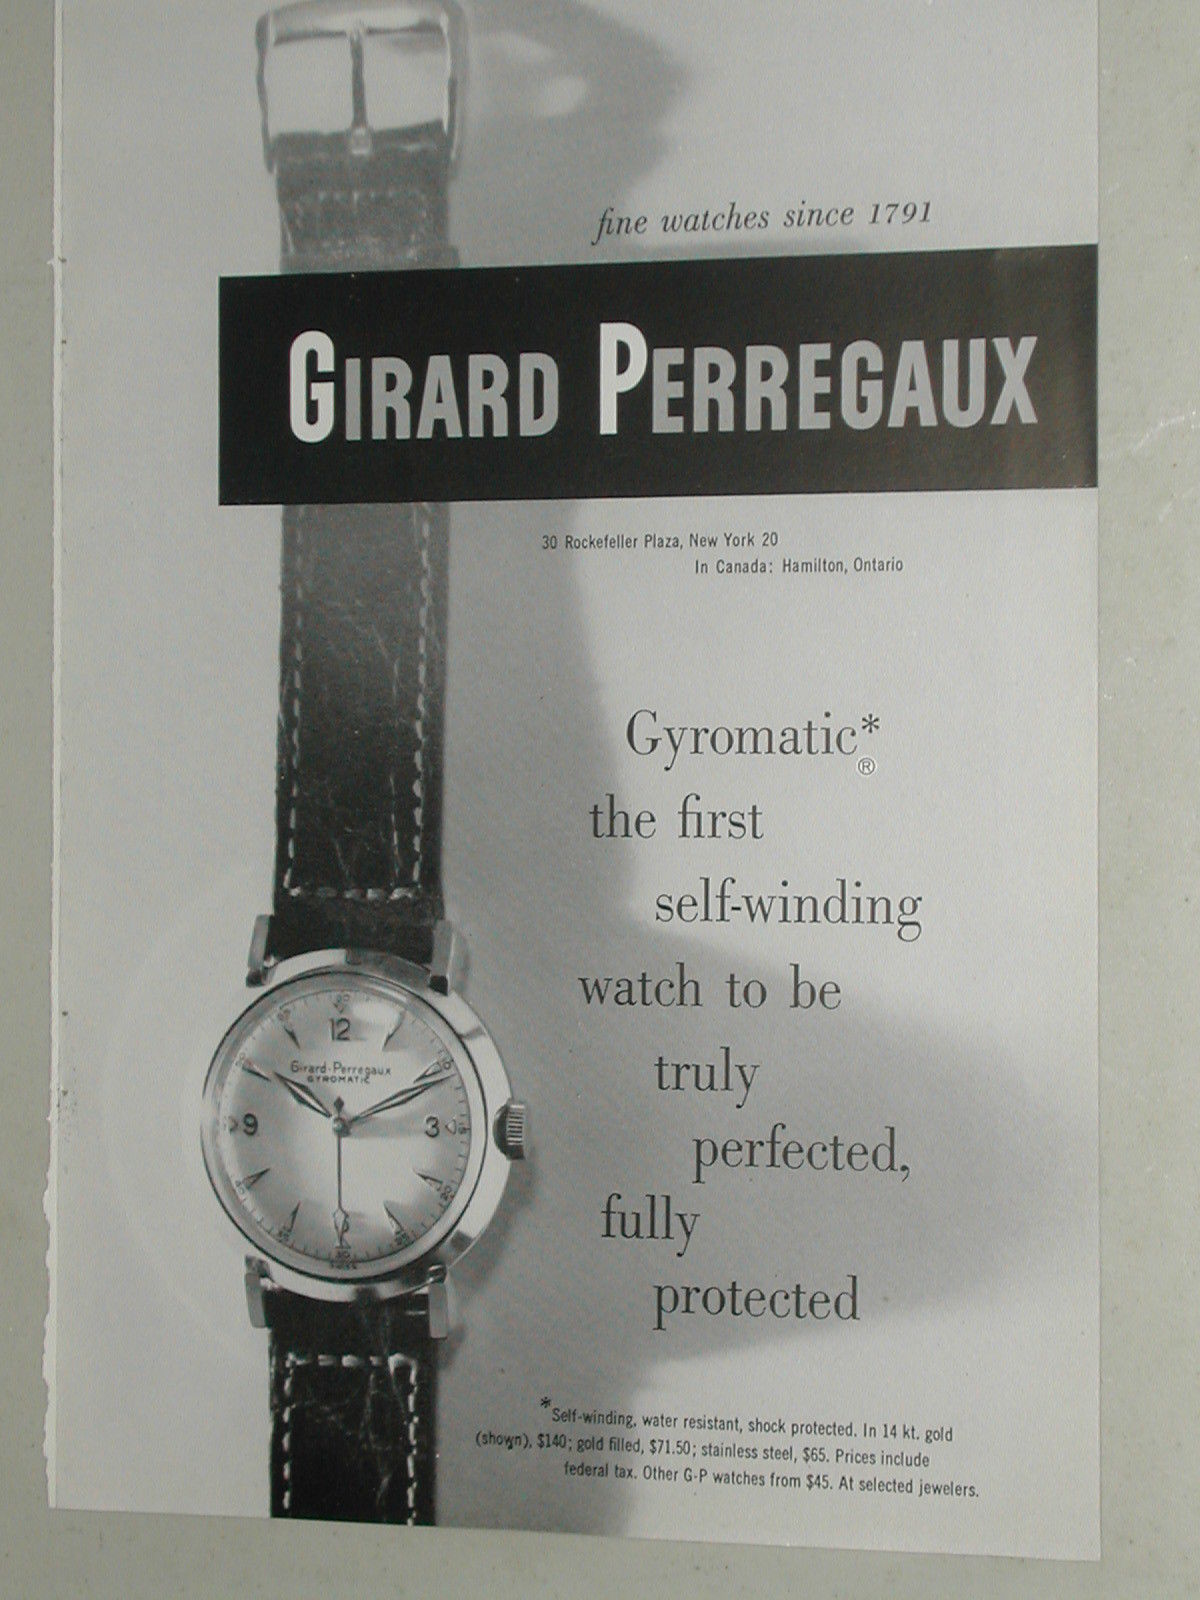 fine watches since 1791
GIRARD PERREGAUX
30 Rockefeller Plaza, New York 20
In Canada: Hamilton, Ontario
Gyromatic*
®
the first
self-winding
watch to be
truly
perfected,
fully
protected
12
Girard-Perregaux
GYROMATIC
9
3
*Self-winding, water resistant, shock protected. In 14 kt. gold
(shown), $140; gold filled, $71.50; stainless steel, $65. Prices include
federal tax. Other G-P watches from $45. At selected jewelers.